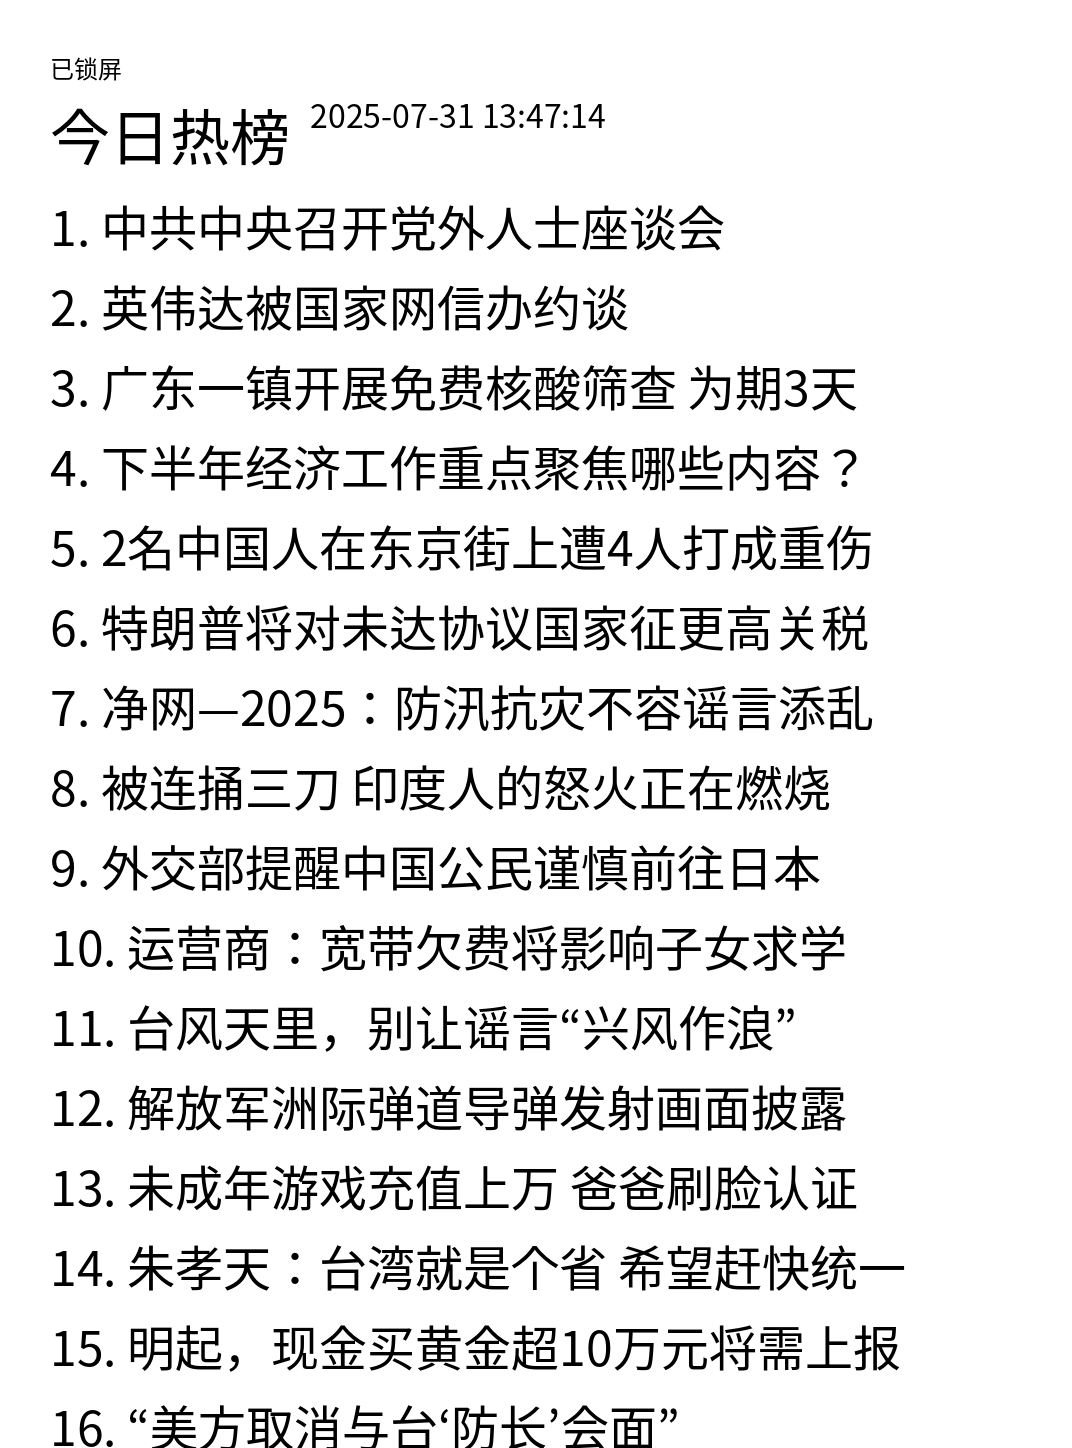 已锁屏
今日热榜 2025-07-31 13:47:14
1. 中共中央召开党外人士座谈会
2. 英伟达被国家网信办约谈
3. 广东一镇开展免费核酸筛查 为期3天
4. 下半年经济工作重点聚焦哪些内容？
5. 2名中国人在东京街上遭4人打成重伤
6. 特朗普将对未达协议国家征更高关税
7. 净网—2025：防汛抗灾不容谣言添乱
8. 被连捅三刀 印度人的怒火正在燃烧
9. 外交部提醒中国公民谨慎前往日本
10. 运营商：宽带欠费将影响子女求学
11. 台风天里，别让谣言“兴风作浪”
12. 解放军洲际弹道导弹发射画面披露
13. 未成年游戏充值上万 爸爸刷脸认证
14. 朱孝天：台湾就是个省 希望赶快统一
15. 明起，现金买黄金超10万元将需上报
16. “美方取消与台‘防长’会面”